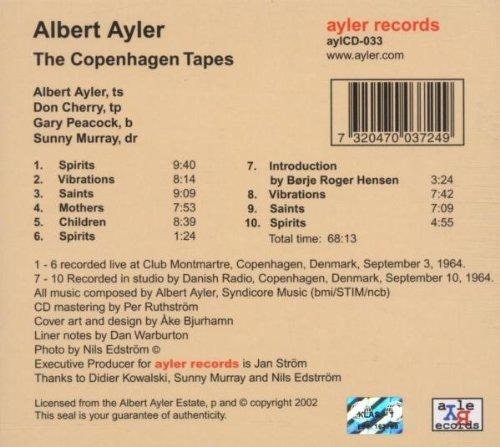 Albert Ayler
The Copenhagen Tapes
ayler records
aylCD-033
www.ayler.com
Albert Ayler, ts
Don Cherry, tp
Gary Peacock, b
Sunny Murray, dr
7 320470 037249
1. Spirits 9:40
2. Vibrations 8:14
3. Saints 9:09
4. Mothers 7:53
5. Children 8:39
6. Spirits 1:24
7. Introduction
by Børje Roger Hensen 3:24
8. Vibrations 7:42
9. Saints 7:09
10. Spirits 4:55
Total time: 68:13
1 - 6 recorded live at Club Montmartre, Copenhagen, Denmark, September 3, 1964.
7 - 10 Recorded in studio by Danish Radio, Copenhagen, Denmark, September 10, 1964.
All music composed by Albert Ayler, Syndicore Music (bmi/STIM/ncb)
CD mastering by Per Ruthström
Cover art and design by Åke Bjurhamn
Liner notes by Dan Warburton
Photo by Nils Edström ©
Executive Producer for ayler records is Jan Ström
Thanks to Didier Kowalski, Sunny Murray and Nils Edstrróm
Licensed from the Albert Ayler Estate, p and c copyright 2002
This seal is your guarantee of authenticity.
KLAS